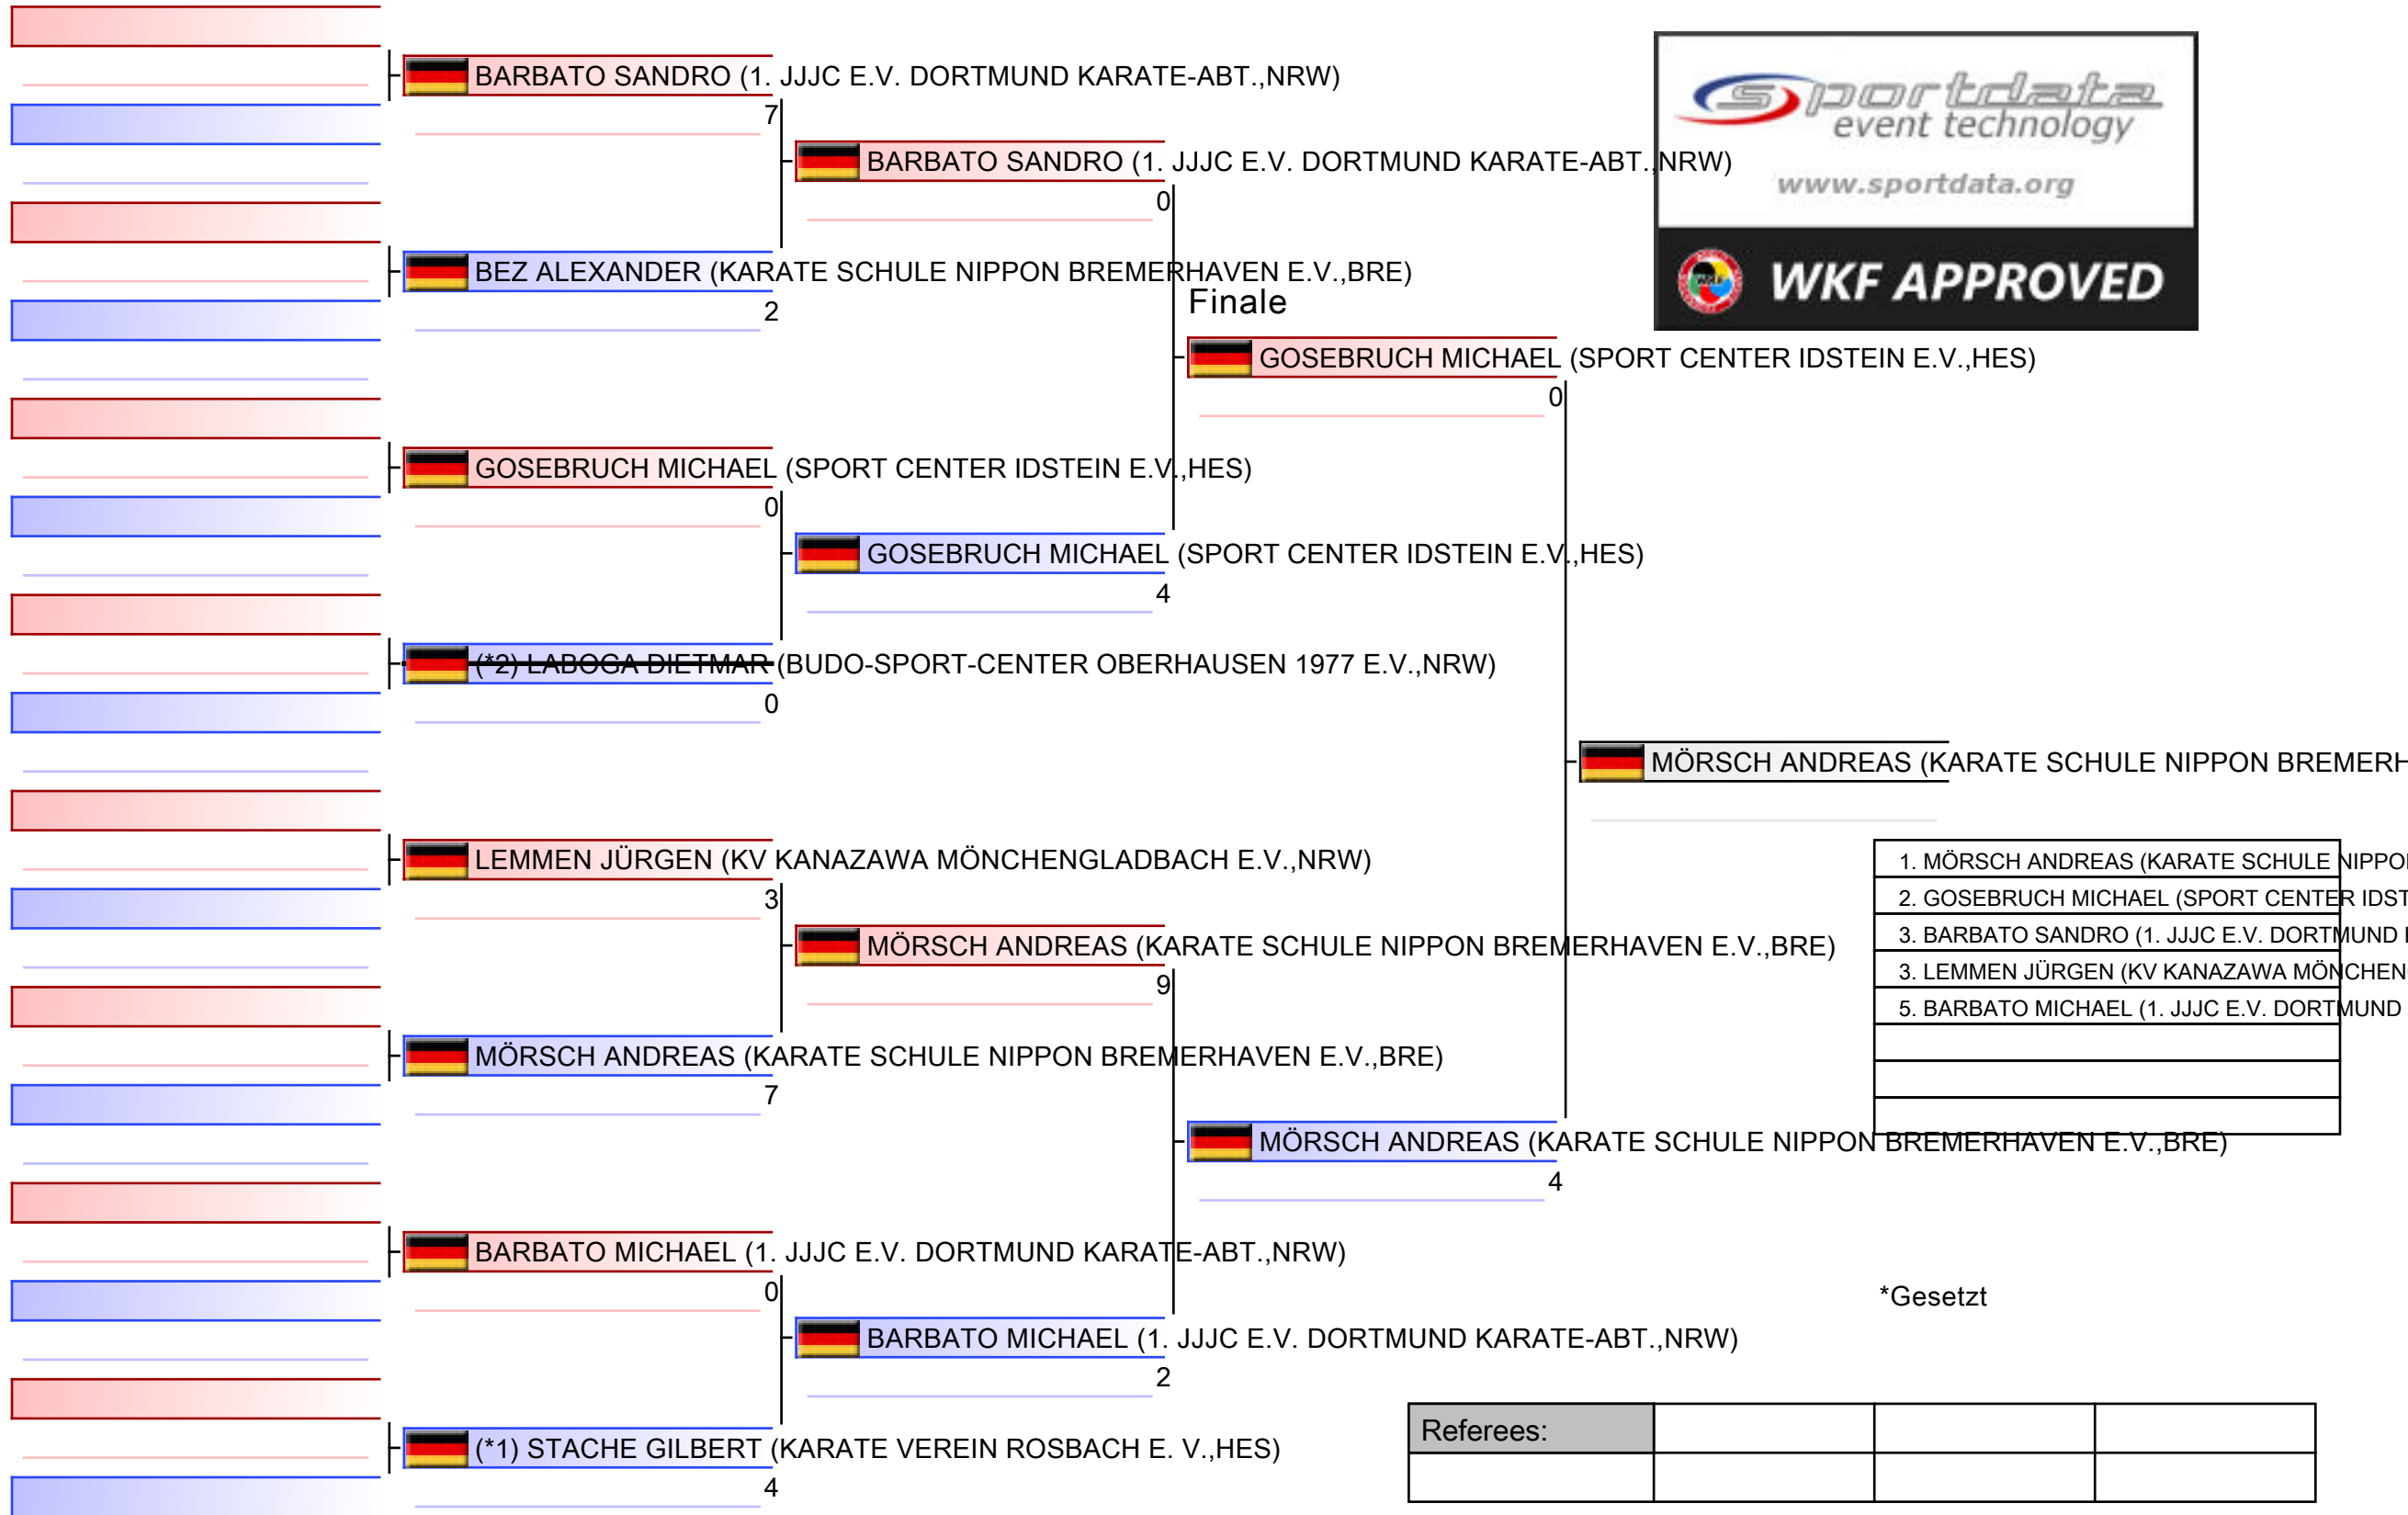 BARBATO SANDRO (1. JJJC E.V. DORTMUND KARATE-ABT.,NRW)
7
BARBATO SANDRO (1. JJJC E.V. DORTMUND KARATE-ABT.,NRW)
0
BEZ ALEXANDER (KARATE SCHULE NIPPON BREMERHAVEN E.V.,BRE)
2
sportdata
event technology
www.sportdata.org
WKF
WKF APPROVED
Finale
GOSEBRUCH MICHAEL (SPORT CENTER IDSTEIN E.V.,HES)
0
GOSEBRUCH MICHAEL (SPORT CENTER IDSTEIN E.V.,HES)
0
GOSEBRUCH MICHAEL (SPORT CENTER IDSTEIN E.V.,HES)
4
(*2) LABOGA DIETMAR (BUDO-SPORT-CENTER OBERHAUSEN 1977 E.V.,NRW)
0
MÖRSCH ANDREAS (KARATE SCHULE NIPPON BREMERH
LEMMEN JÜRGEN (KV KANAZAWA MÖNCHENGLADBACH E.V.,NRW)
3
MÖRSCH ANDREAS (KARATE SCHULE NIPPON BREMERHAVEN E.V.,BRE)
9
1. MÖRSCH ANDREAS (KARATE SCHULE NIPPON
2. GOSEBRUCH MICHAEL (SPORT CENTER IDST
3. BARBATO SANDRO (1. JJJC E.V. DORTMUND K
3. LEMMEN JÜRGEN (KV KANAZAWA MÖNCHEN
5. BARBATO MICHAEL (1. JJJC E.V. DORTMUND
MÖRSCH ANDREAS (KARATE SCHULE NIPPON BREMERHAVEN E.V.,BRE)
7
MÖRSCH ANDREAS (KARATE SCHULE NIPPON BREMERHAVEN E.V.,BRE)
4
BARBATO MICHAEL (1. JJJC E.V. DORTMUND KARATE-ABT.,NRW)
0
*Gesetzt
BARBATO MICHAEL (1. JJJC E.V. DORTMUND KARATE-ABT.,NRW)
2
(*1) STACHE GILBERT (KARATE VEREIN ROSBACH E. V.,HES)
4
Referees: